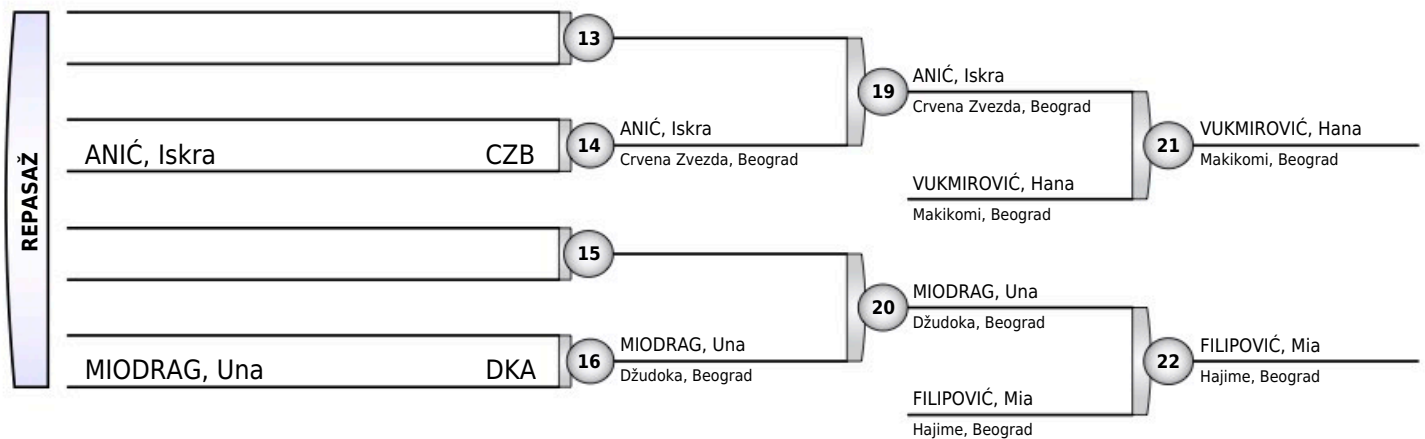 REPASAŽ
13
ANIĆ, Iskra CZB
14
ANIĆ, Iskra
Crvena Zvezda, Beograd
19
ANIĆ, Iskra
Crvena Zvezda, Beograd
VUKMIROVIĆ, Hana
Makikomi, Beograd
21
VUKMIROVIĆ, Hana
Makikomi, Beograd
15
MIODRAG, Una DKA
16
MIODRAG, Una
Džudoka, Beograd
20
MIODRAG, Una
Džudoka, Beograd
FILIPOVIĆ, Mia
Hajime, Beograd
22
FILIPOVIĆ, Mia
Hajime, Beograd